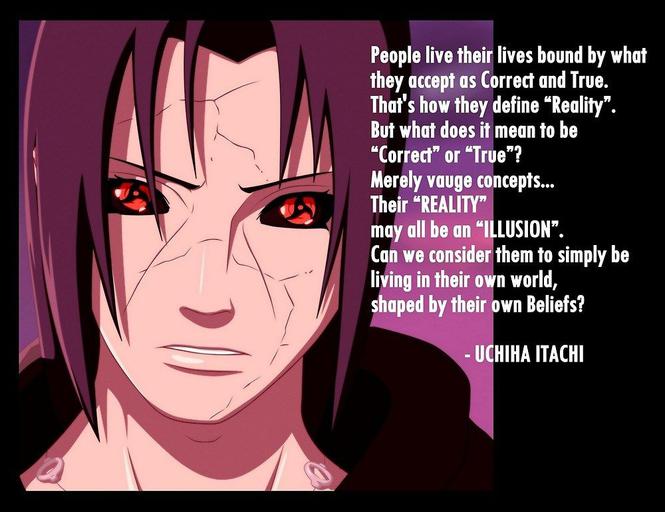 People live their lives bound by what
they accept as Correct and True.
That's how they define “Reality”.
But what does it mean to be
“Correct” or “True”?
Merely vauge concepts...
Their “REALITY”
may all be an “ILLUSION”.
Can we consider them to simply be
living in their own world,
shaped by their own Beliefs?
- UCHIHA ITACHI